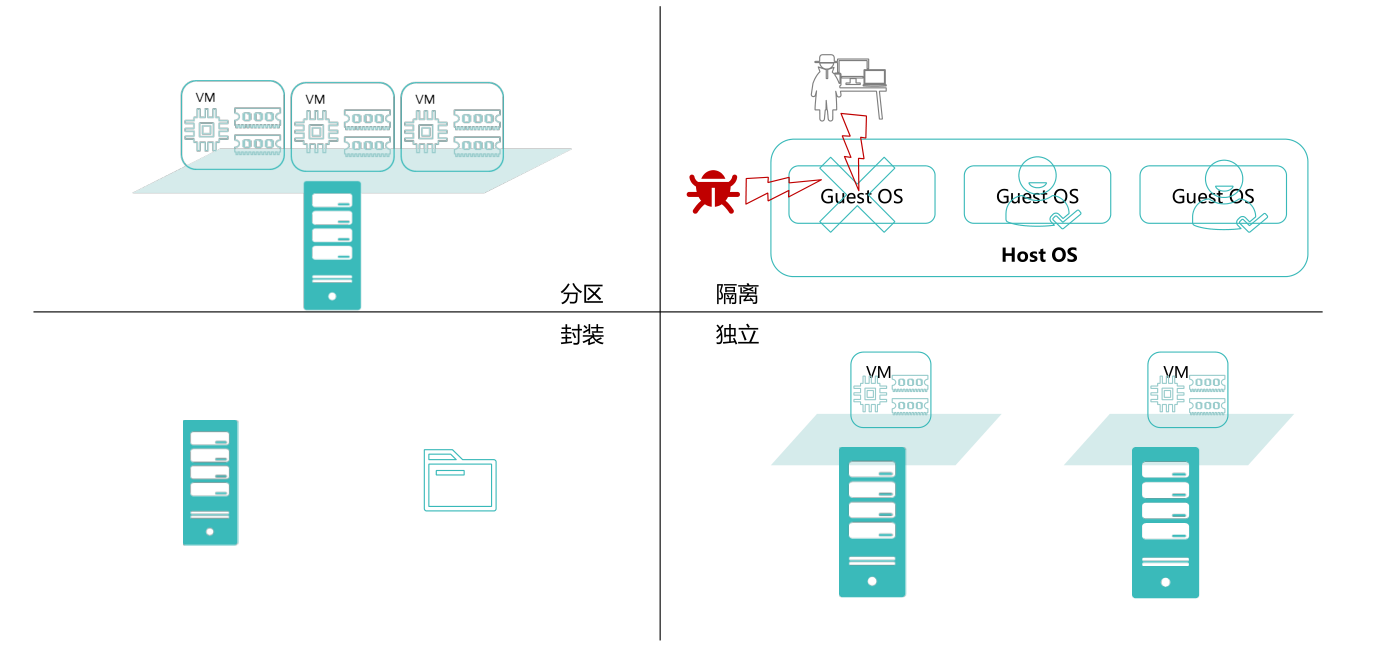 VM
VM
VM
分区
隔离
Guest OS
Guest OS
Guest OS
Host OS
封装
独立
VM
VM